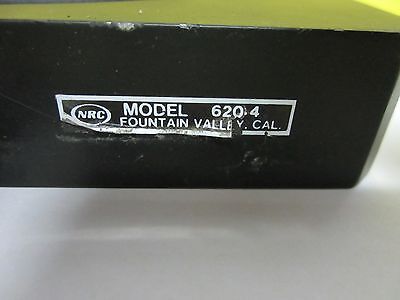 NRC MODEL 620-4
FOUNTAIN VALLEY, CAL.